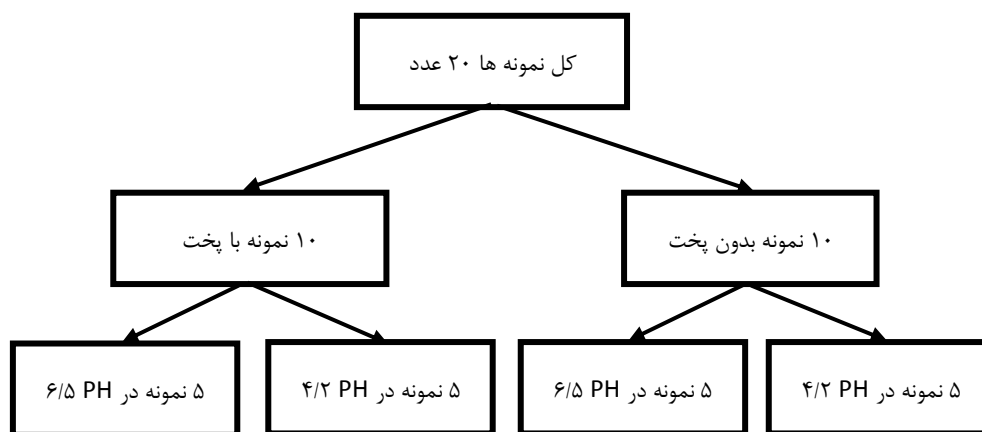 کل نمونه ها ۲۰ عدد
۱۰ نمونه بدون پخت
۱۰ نمونه با پخت
۵ نمونه در PH ۴/۲
۵ نمونه در PH ۶/۵
۵ نمونه در PH ۴/۲
۵ نمونه در PH ۶/۵